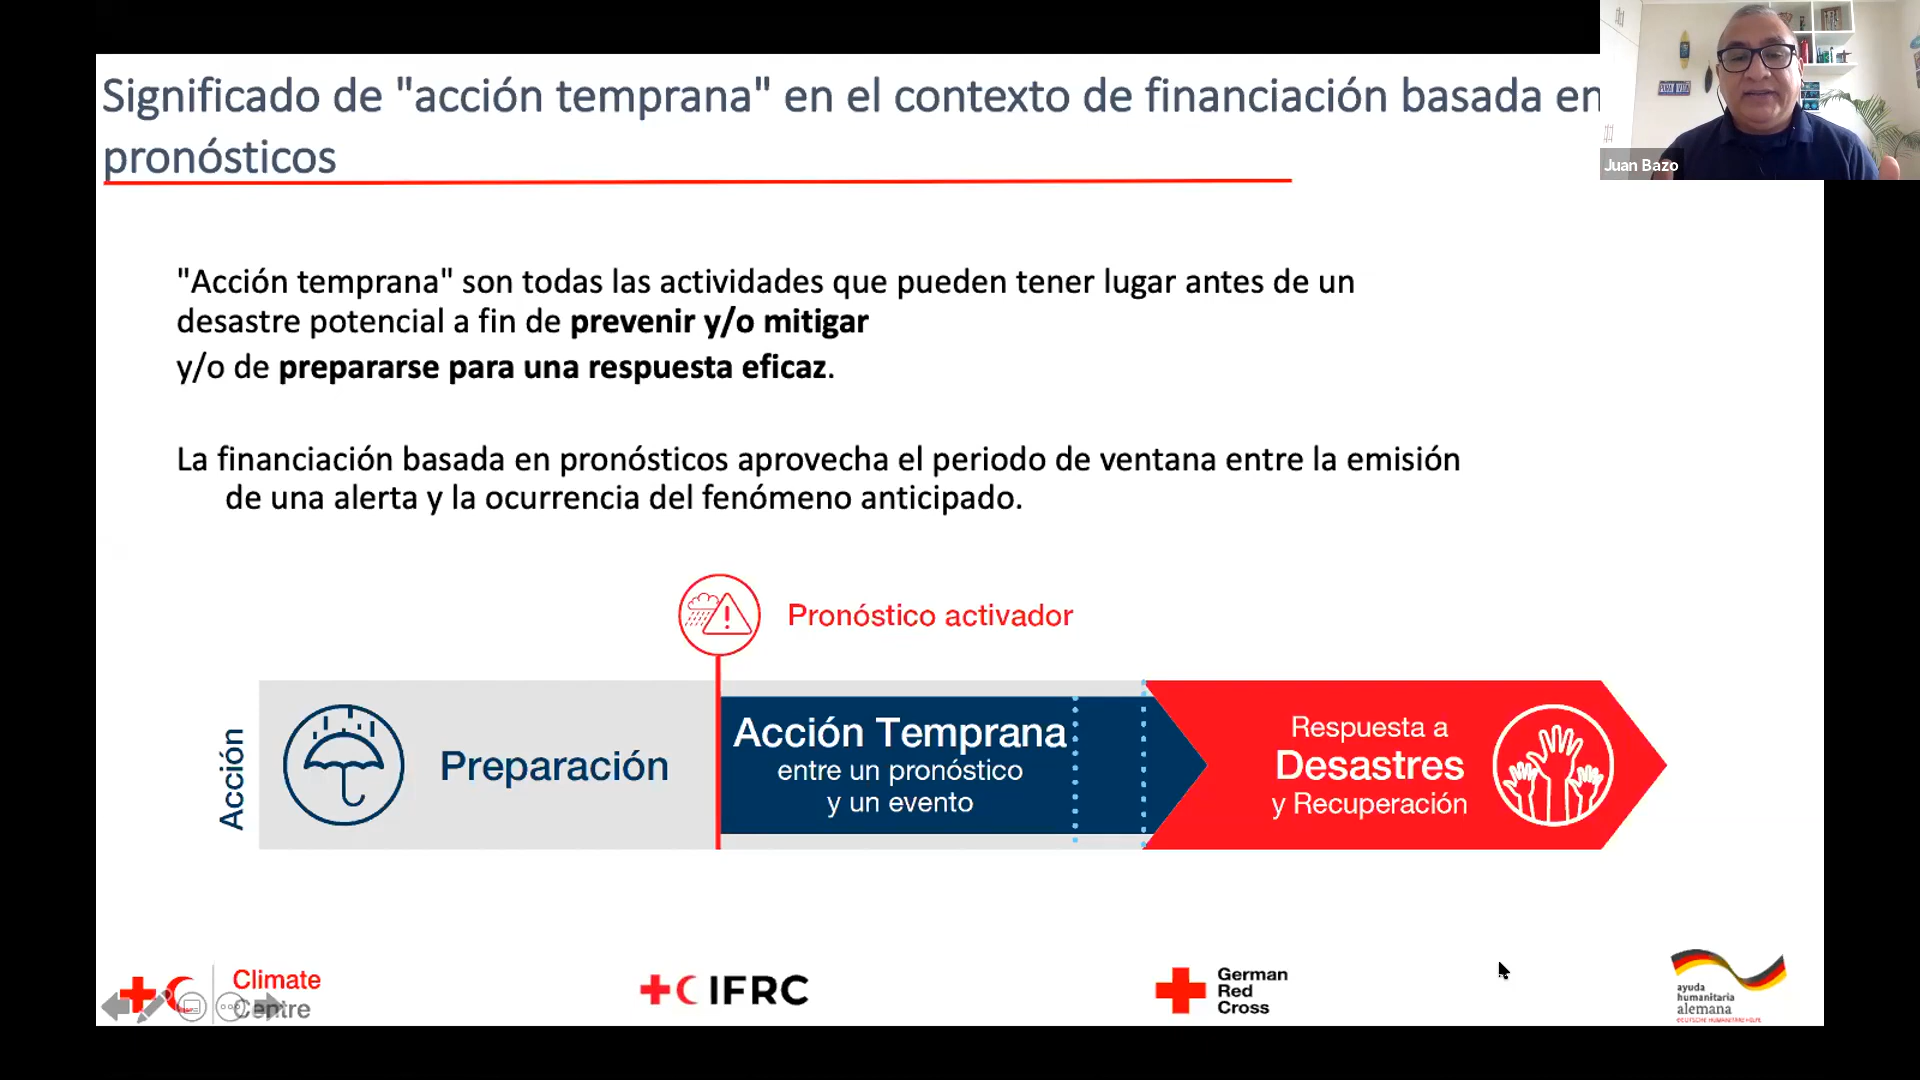 Significado de "acción temprana" en el contexto de financiación basada en
pronósticos
Juan Bazo
"Acción temprana" son todas las actividades que pueden tener lugar antes de un
desastre potencial a fin de prevenir y/o mitigar
y/o de prepararse para una respuesta eficaz.
La financiación basada en pronósticos aprovecha el periodo de ventana entre la emisión
de una alerta y la ocurrencia del fenómeno anticipado.
Pronóstico activador
Acción
Preparación
Acción Temprana
entre un pronóstico
y un evento
Respuesta a
Desastres
y Recuperación
Climate
Centre
IFRC
German
Red
Cross
ayuda
humanitaria
alemana
DEUTSCHE HUMANITÄRE HILFE